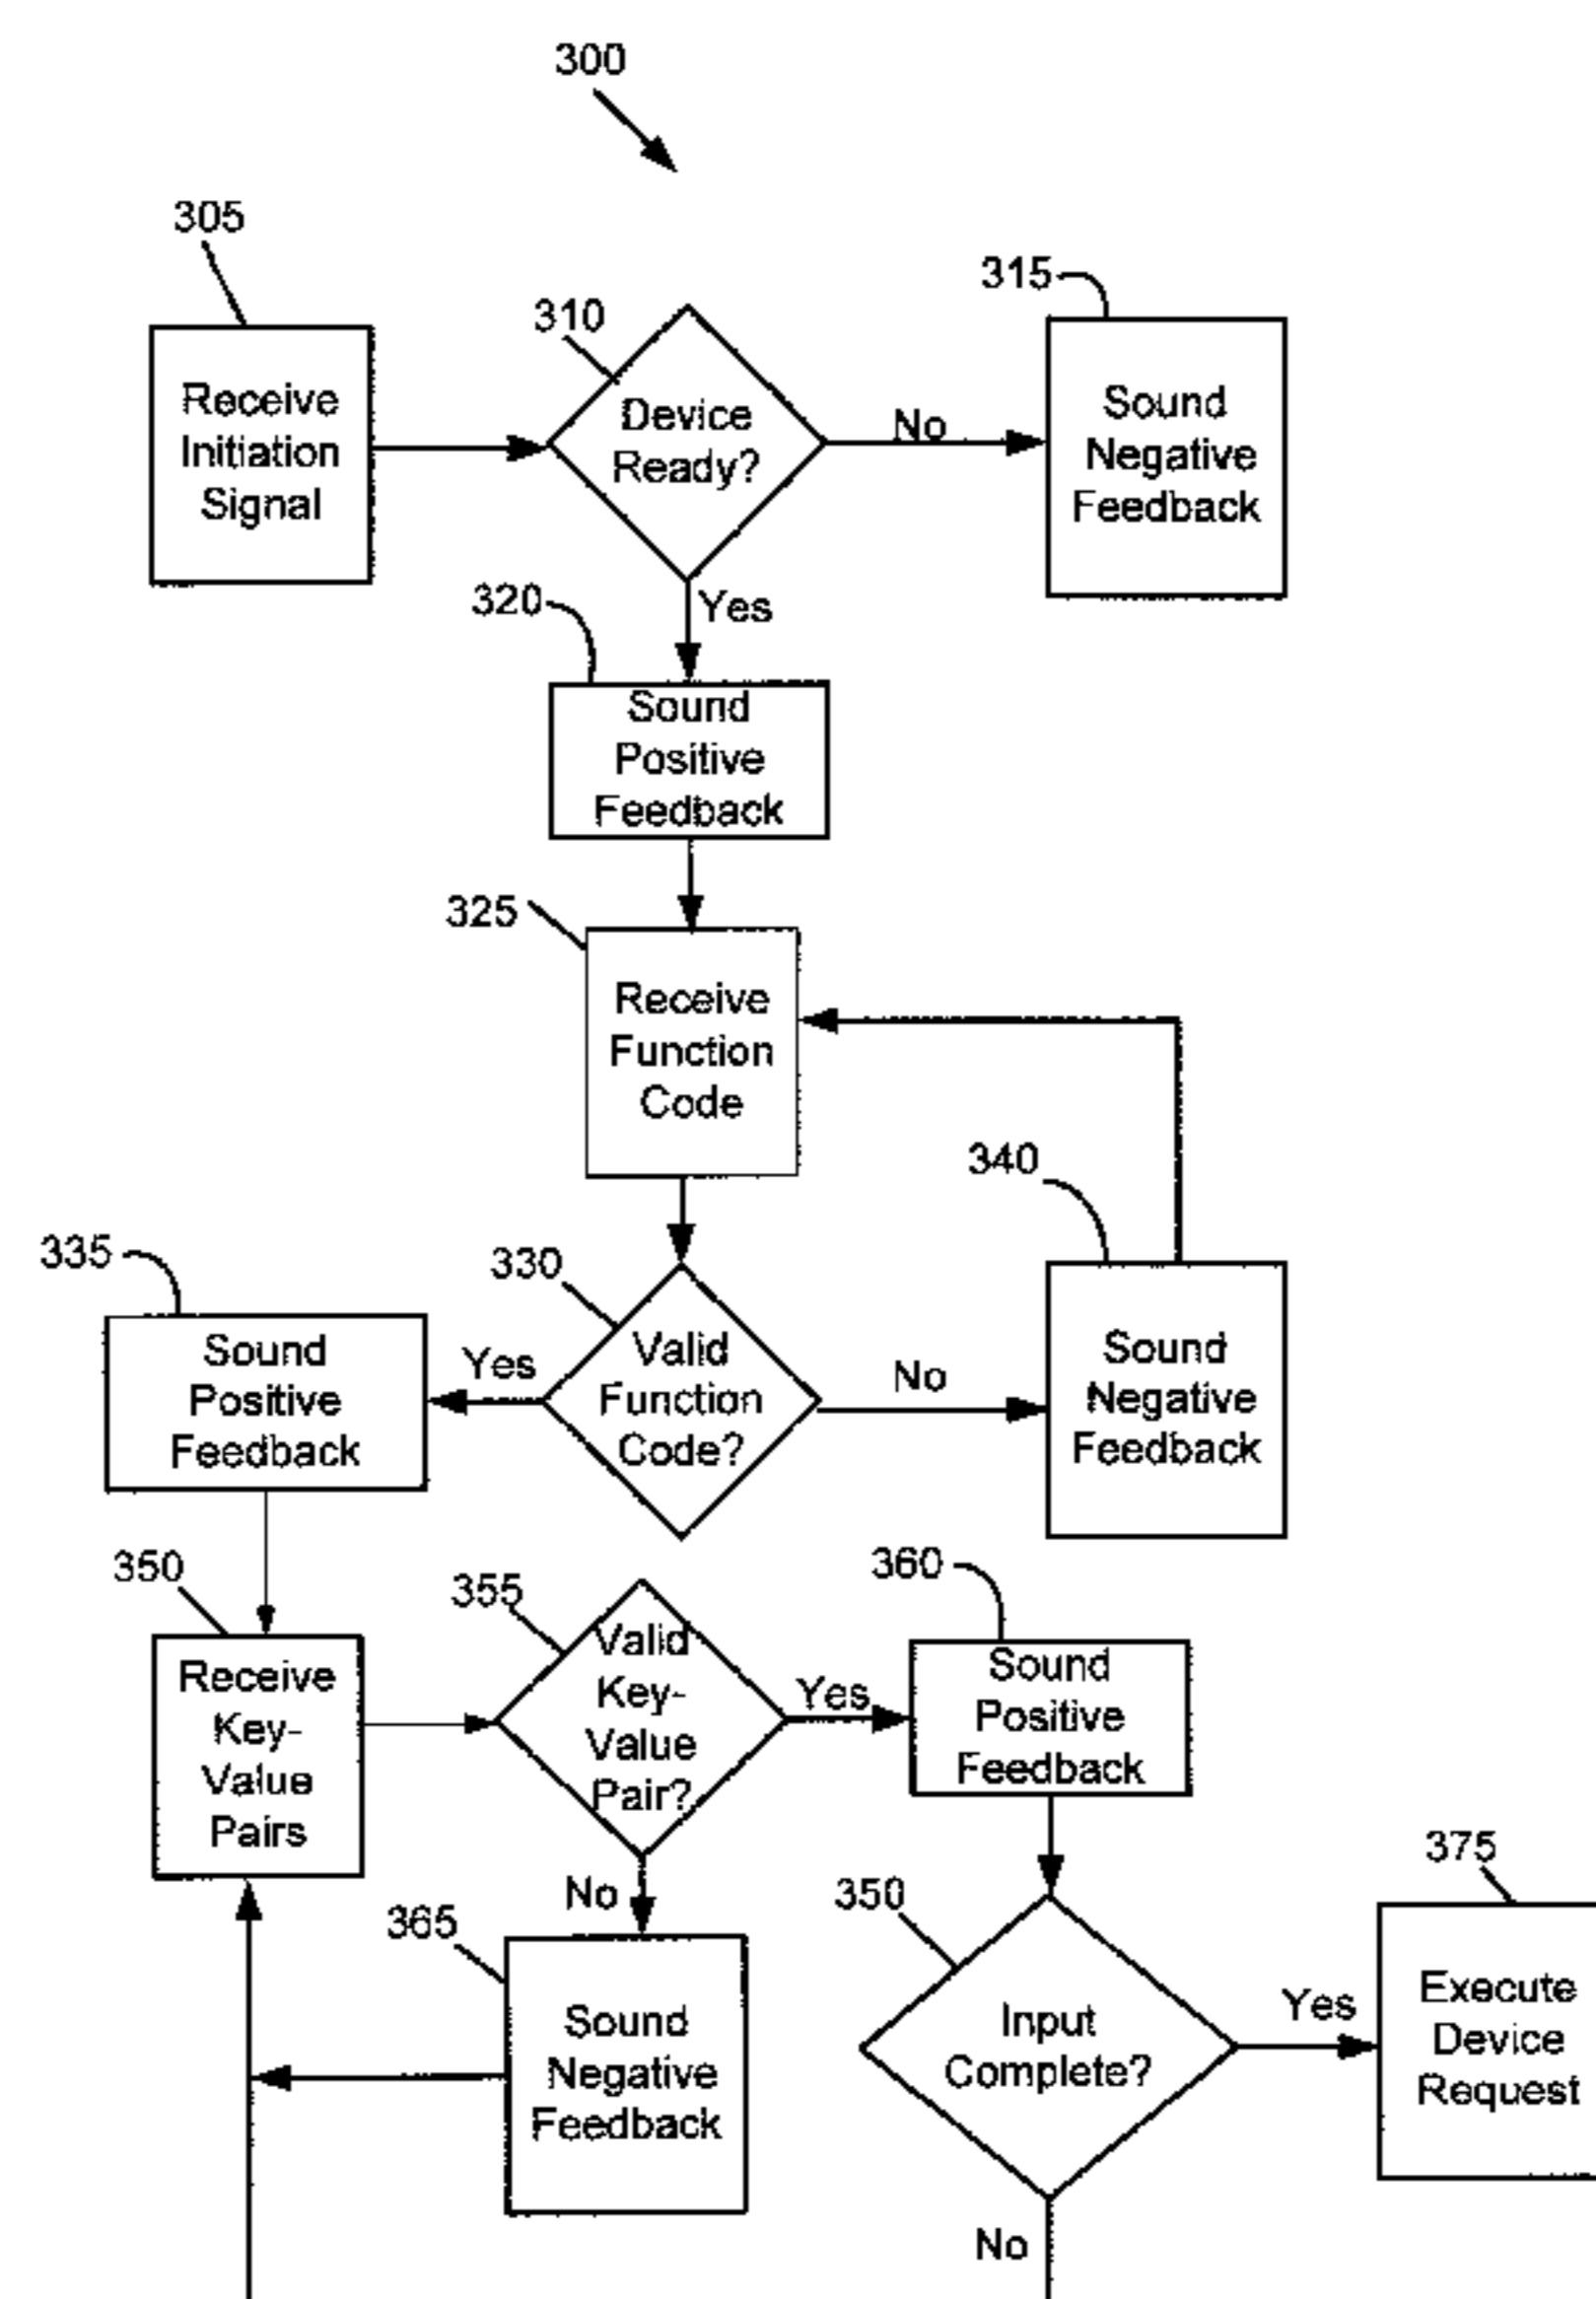 300
305
Receive
Initiation
Signal
310
Device
Ready?
No
315
Sound
Negative
Feedback
Yes
320
Sound
Positive
Feedback
325
Receive
Function
Code
330
Valid
Function
Code?
No
340
Sound
Negative
Feedback
Yes
335
Sound
Positive
Feedback
350
Receive
Key-
Value
Pairs
355
Valid
Key-
Value
Pair?
Yes
360
Sound
Positive
Feedback
No
365
Sound
Negative
Feedback
350
Input
Complete?
Yes
375
Execute
Device
Request
No